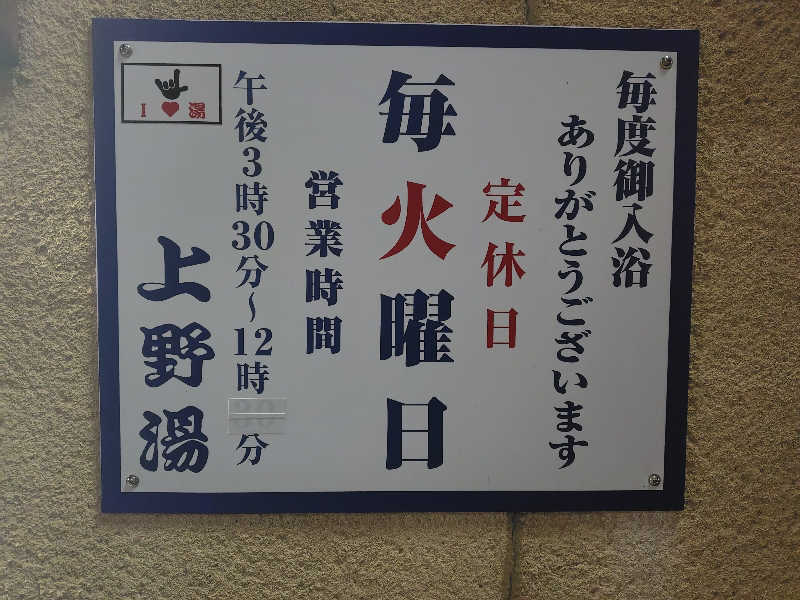 毎度御入浴
ありがとうございます
定休日
毎火曜日
営業時間
午後3時30分〜12時30分
I ♥ 湯
上野湯